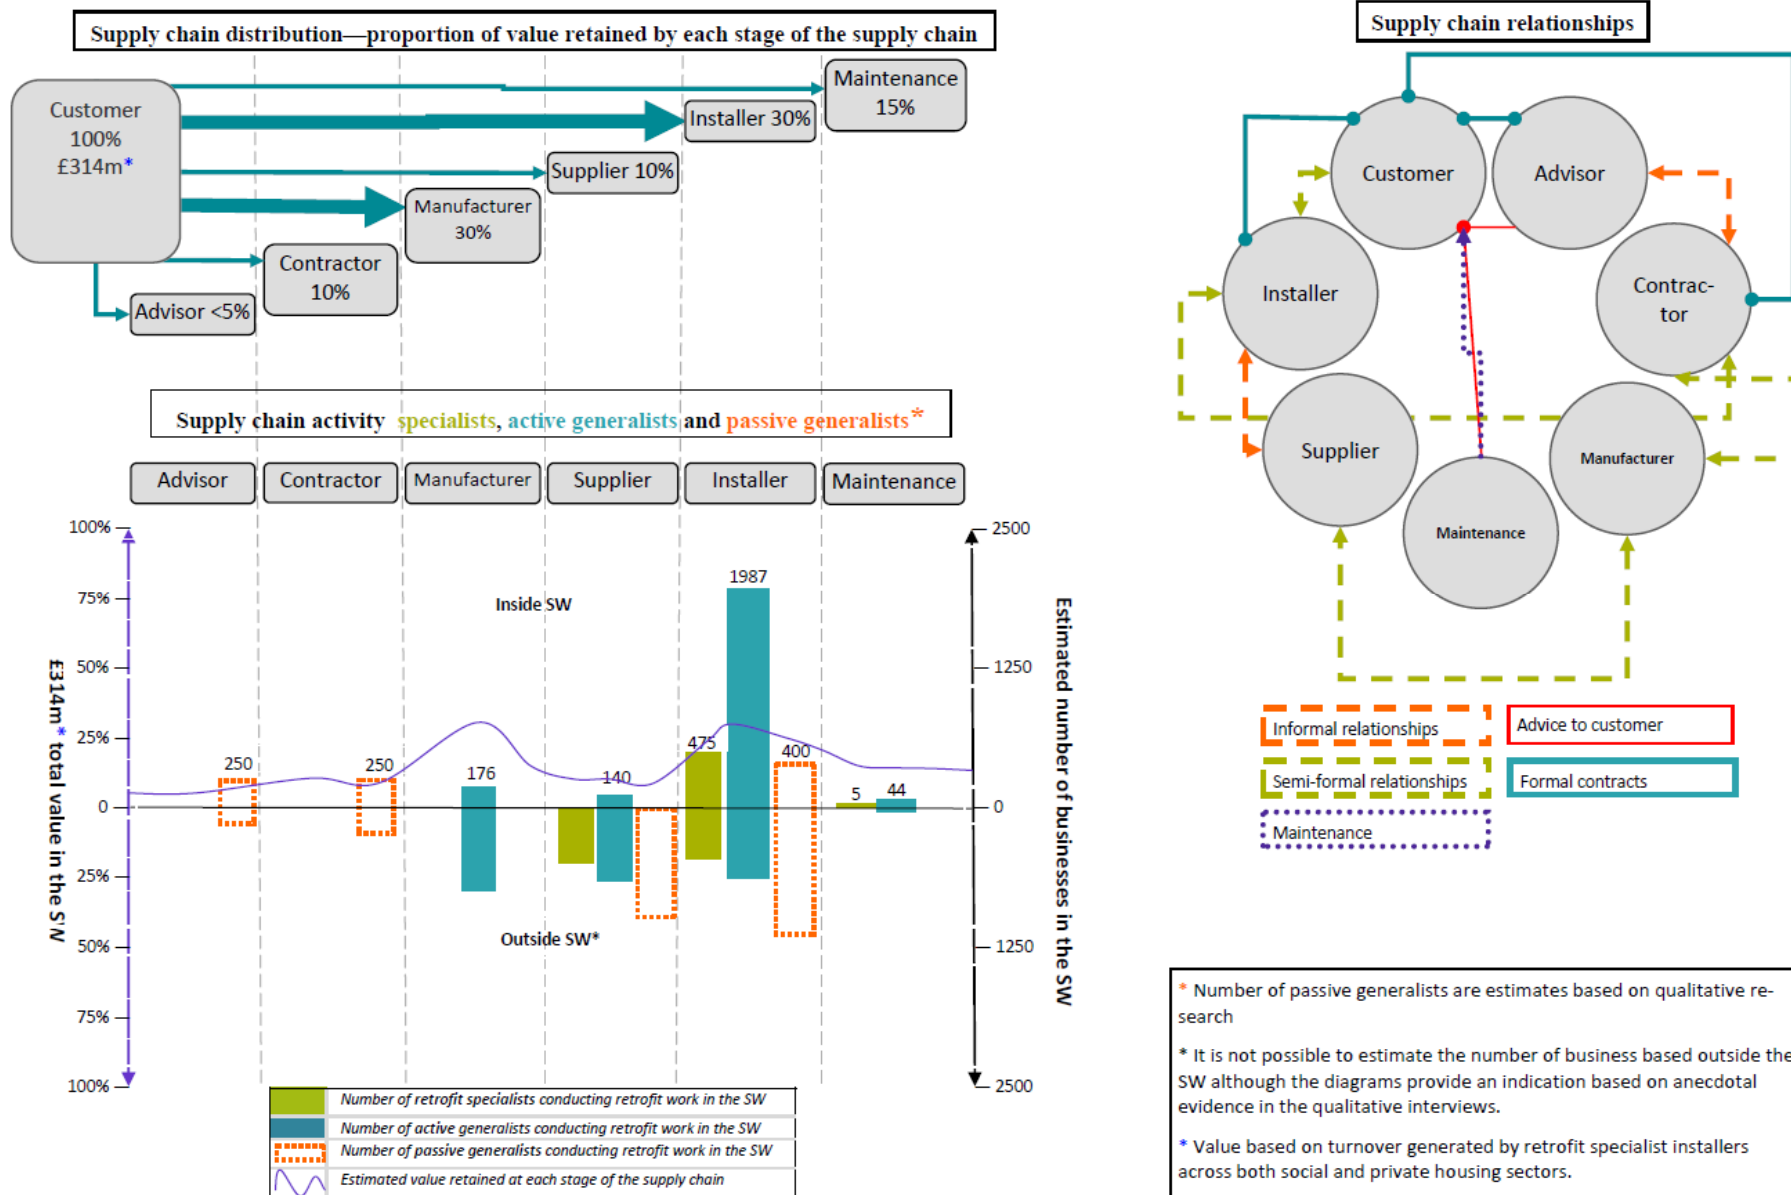 Supply chain distribution—proportion of value retained by each stage of the supply chain
Customer
100%
£314m*
Maintenance
15%
Installer 30%
Supplier 10%
Manufacturer
30%
Contractor
10%
Advisor <5%
Supply chain activity specialists, active generalists and passive generalists*
Advisor
Contractor
Manufacturer
Supplier
Installer
Maintenance
£314m* total value in the SW
100%
75%
50%
25%
0
25%
50%
75%
100%
Inside SW
Outside SW*
250
250
176
140
475
1987
400
5
44
2500
1250
0
1250
2500
Estimated number of businesses in the SW
Number of retrofit specialists conducting retrofit work in the SW
Number of active generalists conducting retrofit work in the SW
Number of passive generalists conducting retrofit work in the SW
Estimated value retained at each stage of the supply chain
Supply chain relationships
Customer
Advisor
Installer
Contrac-
tor
Supplier
Manufacturer
Maintenance
Informal relationships
Advice to customer
Semi-formal relationships
Formal contracts
Maintenance
* Number of passive generalists are estimates based on qualitative re-
search
* It is not possible to estimate the number of business based outside the
SW although the diagrams provide an indication based on anecdotal
evidence in the qualitative interviews.
* Value based on turnover generated by retrofit specialist installers
across both social and private housing sectors.